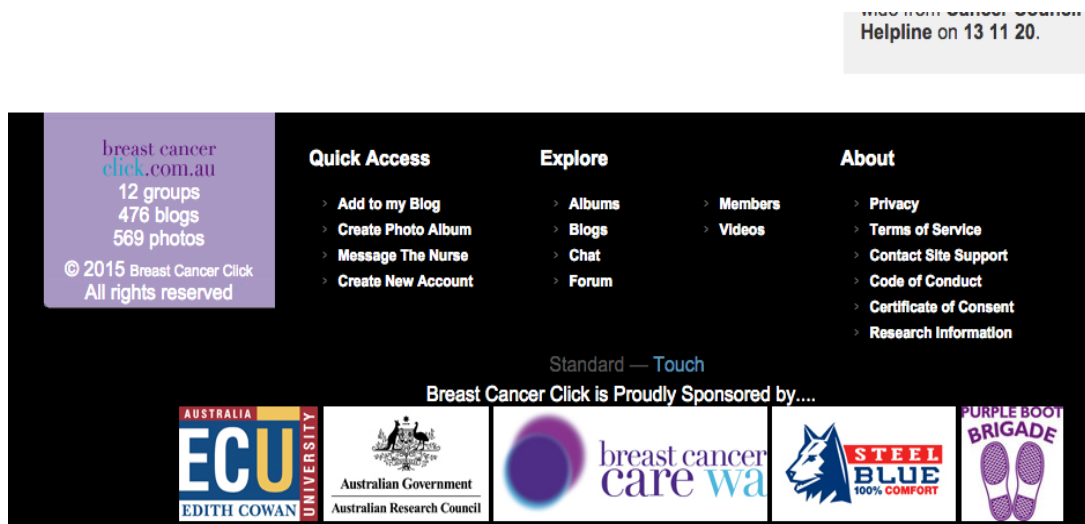 wide from Cancer Council
Helpline on 13 11 20.
breast cancer
click.com.au
12 groups
476 blogs
569 photos
© 2015 Breast Cancer Click
All rights reserved
Quick Access
› Add to my Blog
› Create Photo Album
› Message The Nurse
› Create New Account
Explore
› Albums
› Blogs
› Chat
› Forum
› Members
› Videos
About
› Privacy
› Terms of Service
› Contact Site Support
› Code of Conduct
› Certificate of Consent
› Research Information
Standard — Touch
Breast Cancer Click is Proudly Sponsored by....
AUSTRALIA
ECU
EDITH COWAN
UNIVERSITY
Australian Government
Australian Research Council
breast cancer
care wa
STEEL
BLUE
100% COMFORT
PURPLE BOOT
BRIGADE